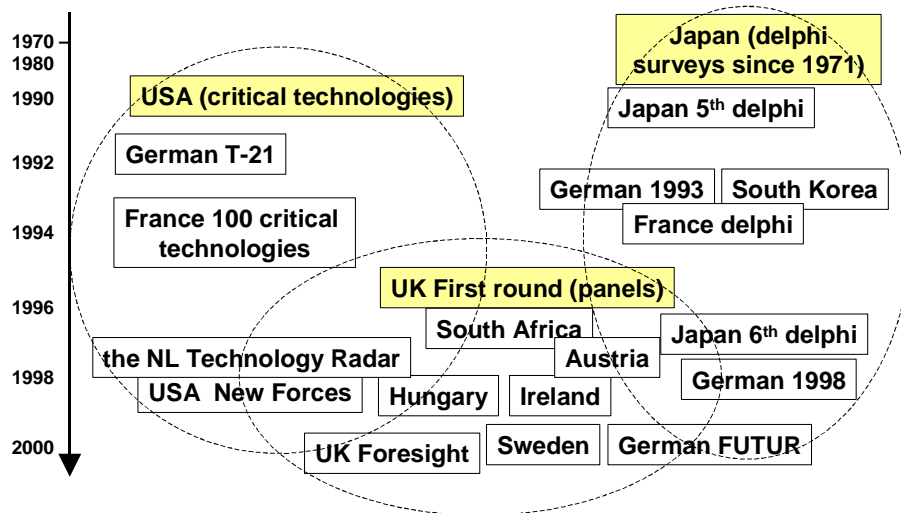 1970
1980
1990
1992
1994
1996
1998
2000
Japan (delphi
surveys since 1971)
USA (critical technologies)
Japan 5th delphi
German T-21
German 1993
South Korea
France 100 critical
technologies
France delphi
UK First round (panels)
South Africa
Japan 6th delphi
the NL Technology Radar
Austria
USA  New Forces
Hungary
Ireland
German 1998
UK Foresight
Sweden
German FUTUR